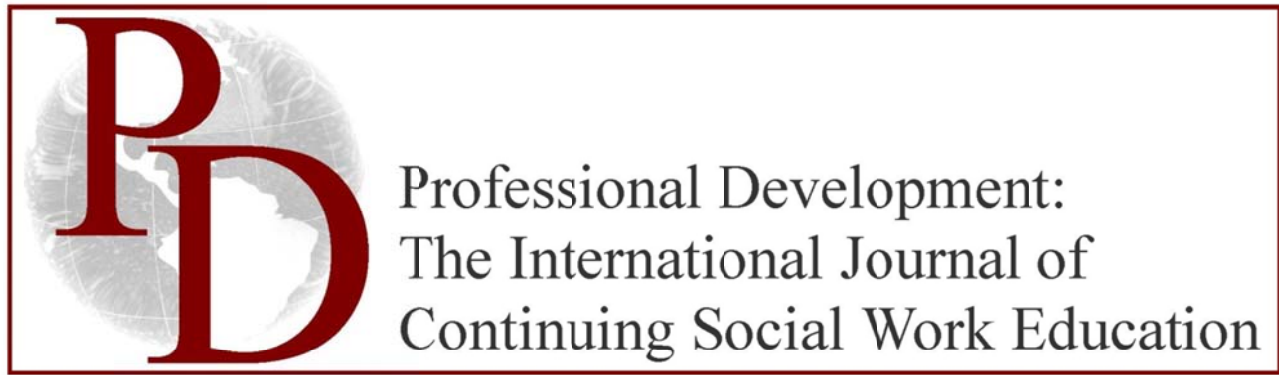 PD
Professional Development:
The International Journal of
Continuing Social Work Education